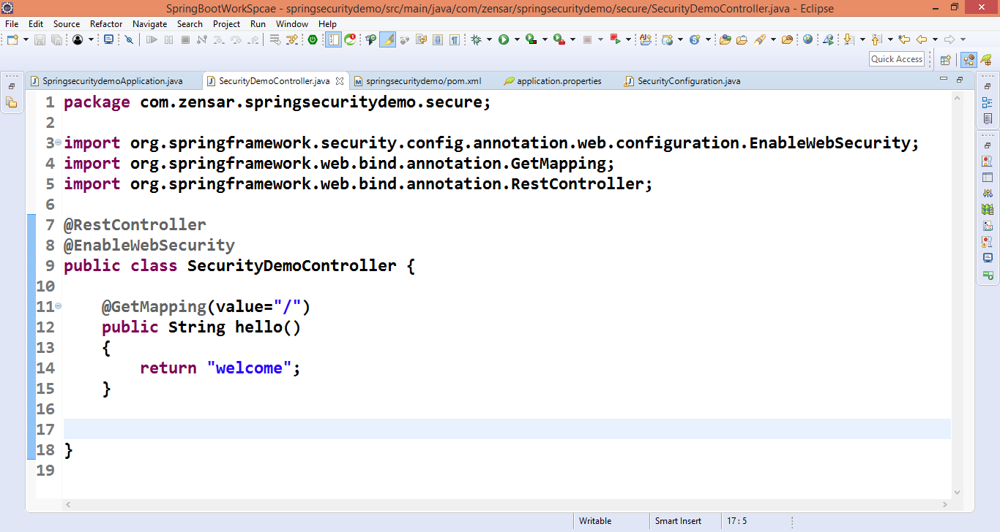 SpringBootWorkSpcae - springsecuritydemo/src/main/java/com/zensar/springsecuritydemo/secure/SecurityDemoController.java - Eclipse
File Edit Source Refactor Navigate Search Project Run Window Help
Quick Access
SpringsecuritydemoApplication.java SecurityDemoController.java springsecuritydemo/pom.xml application.properties SecurityConfiguration.java
1 package com.zensar.springsecuritydemo.secure;
2
3 import org.springframework.security.config.annotation.web.configuration.EnableWebSecurity;
4 import org.springframework.web.bind.annotation.GetMapping;
5 import org.springframework.web.bind.annotation.RestController;
6
7 @RestController
8 @EnableWebSecurity
9 public class SecurityDemoController {
10
11     @GetMapping(value="/")
12     public String hello()
13     {
14         return "welcome";
15     }
16
17
18 }
19
Writable Smart Insert 17 : 5